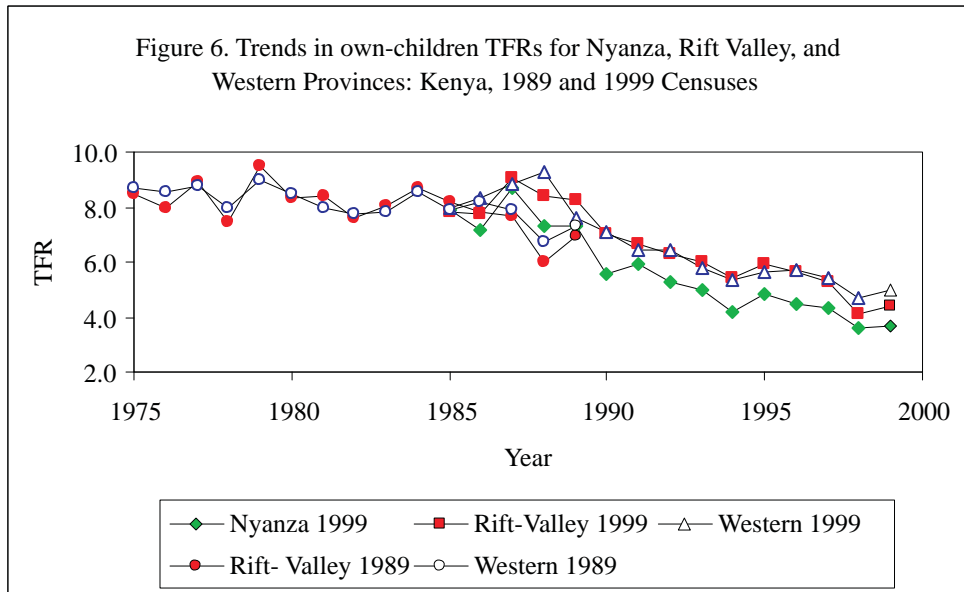 Figure 6. Trends in own-children TFRs for Nyanza, Rift Valley, and
Western Provinces: Kenya, 1989 and 1999 Censuses
10.0
8.0
6.0
4.0
2.0
TFR
1975 1980 1985 1990 1995 2000
Year
Nyanza 1999 Rift-Valley 1999 Western 1999
Rift- Valley 1989 Western 1989